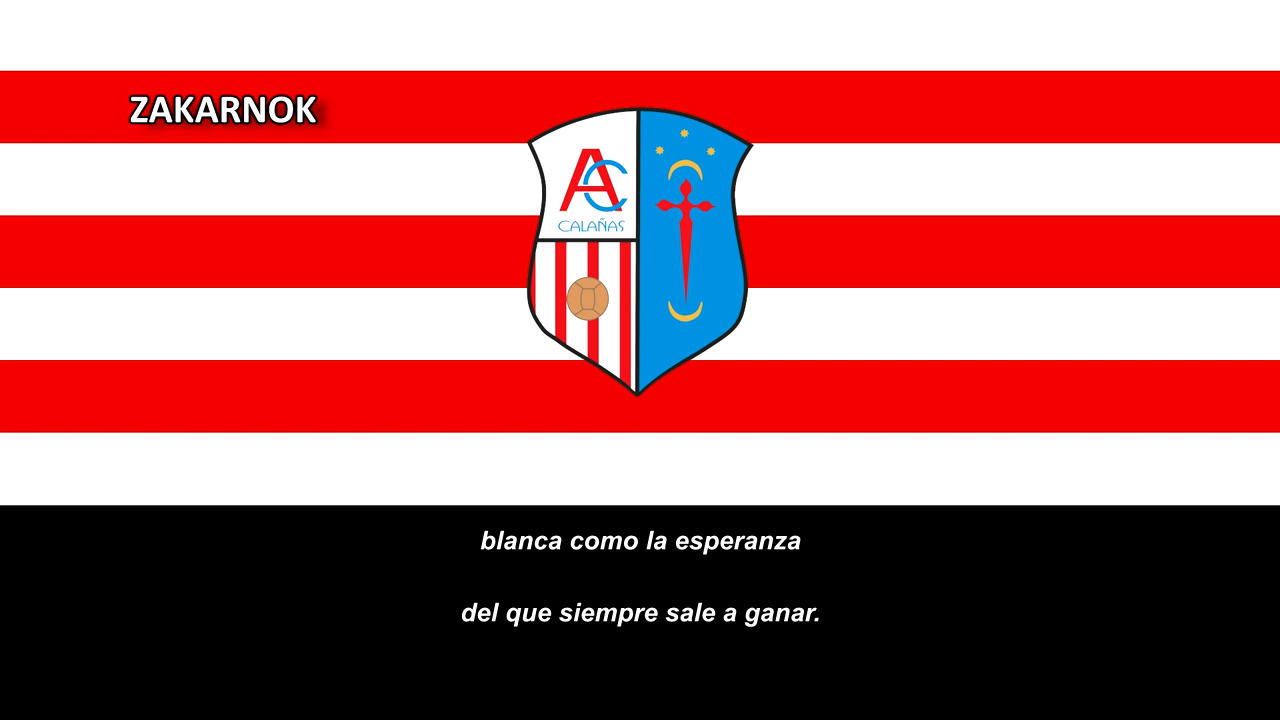 ZAKARNOK
AC
CALAÑAS
blanca como la esperanza
del que siempre sale a ganar.